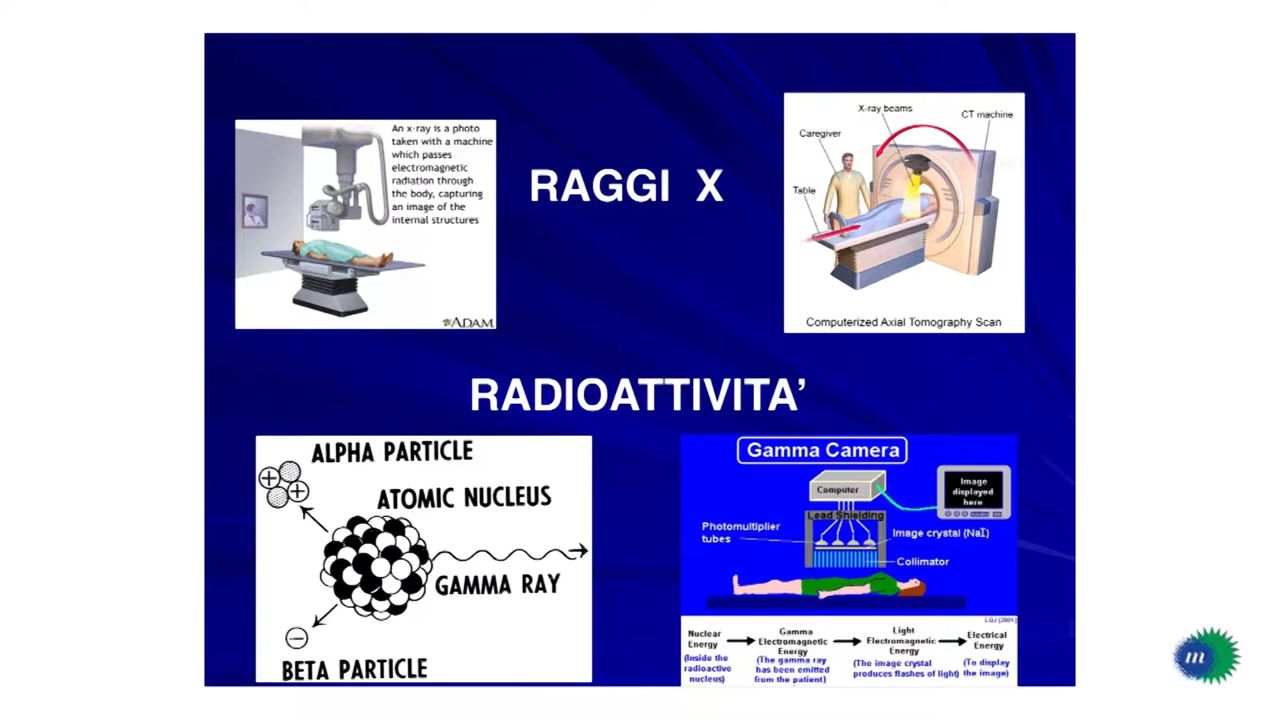 An x-ray is a photo
taken with a machine
which passes
electromagnetic
radiation through
the body, capturing
an image of the
internal structures
ADAM.
RAGGI X
X-ray beams
CT machine
Caregiver
Table
Computerized Axial Tomography Scan
RADIOATTIVITA’
ALPHA PARTICLE
ATOMIC NUCLEUS
GAMMA RAY
BETA PARTICLE
Gamma Camera
Computer
Image
displayed
here
Lead Shielding
Photomultiplier
tubes
Image crystal (NaI)
Collimator
Nuclear
Energy
(Inside the
radioactive
nucleus)
Gamma
Electromagnetic
Energy
(The gamma ray
has been emitted
from the patient)
Light
Electromagnetic
Energy
(The image crystal
produces flashes of light)
Electrical
Energy
(To display
the image)
m